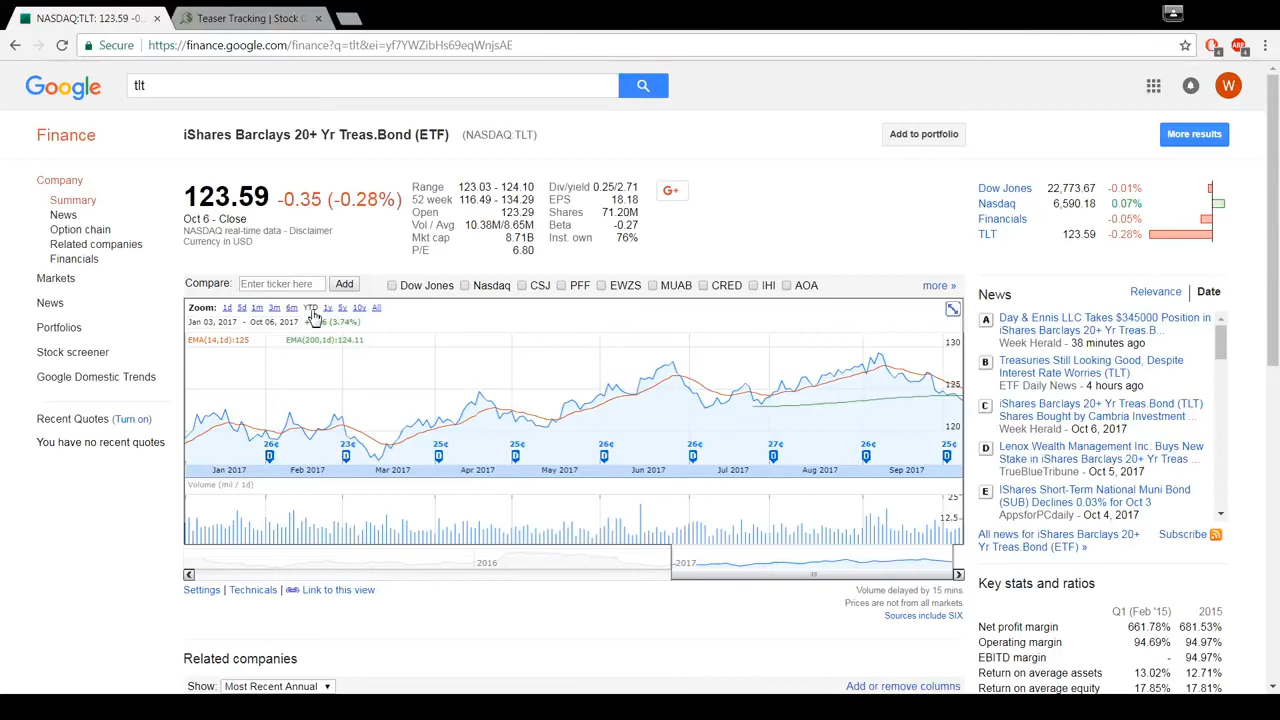 NASDAQ:TLT: 123.59 -0...
Teaser Tracking | Stock G
Secure
https://finance.google.com/finance?q=tlt&ei=yf7YWZibHs69eqWnjsAE
4
4
Google
tlt
W
Finance
iShares Barclays 20+ Yr Treas.Bond (ETF) (NASDAQ:TLT)
Add to portfolio
More results
Company
Summary
News
Option chain
Related companies
Financials
Markets
News
Portfolios
Stock screener
Google Domestic Trends
Recent Quotes (Turn on)
You have no recent quotes
123.59 -0.35 (-0.28%)
Oct 6 - Close
NASDAQ real-time data - Disclaimer
Currency in USD
Range 123.03 - 124.10
52 week 116.49 - 134.29
Open 123.29
Vol / Avg. 10.38M/8.65M
Mkt cap 8.71B
P/E 6.80
Div/yield 0.25/2.71
EPS 18.18
Shares 71.20M
Beta -0.27
Inst. own 76%
G+
Dow Jones 22,773.67 -0.01%
Nasdaq 6,590.18 0.07%
Financials -0.05%
TLT 123.59 -0.28%
Compare: Enter ticker here Add Dow Jones Nasdaq CSJ PFF EWZS MUAB CRED IHI AOA more »
Zoom: 1d 5d 1m 3m 6m YTD 1y 5y 10y All
Jan 03, 2017 - Oct 06, 2017 (3.74%)
EMA(14,1d):125 EMA(200,1d):124.11
130
125
120
26¢ 23¢ 25¢ 25¢ 26¢ 26¢ 27¢ 26¢ 25¢
D D D D D D D D D
Jan 2017 Feb 2017 Mar 2017 Apr 2017 May 2017 Jun 2017 Jul 2017 Aug 2017 Sep 2017
Volume (mil / 1d)
25
12.5
2016 2017
Settings | Technicals | Link to this view
Volume delayed by 15 mins.
Prices are not from all markets.
Sources include SIX.
Related companies
Show: Most Recent Annual
Add or remove columns
News
Relevance | Date
A Day & Ennis LLC Takes $345000 Position in
iShares Barclays 20+ Yr Treas.B...
Week Herald - 38 minutes ago
B Treasuries Still Looking Good, Despite
Interest Rate Worries (TLT)
ETF Daily News - 4 hours ago
C iShares Barclays 20+ Yr Treas.Bond (TLT)
Shares Bought by Cambria Investment ...
Week Herald - Oct 6, 2017
D Lenox Wealth Management Inc. Buys New
Stake in iShares Barclays 20+ Yr Treas ...
TrueBlueTribune - Oct 5, 2017
E IShares Short-Term National Muni Bond
(SUB) Declines 0.03% for Oct 3
AppsforPCdaily - Oct 4, 2017
All news for iShares Barclays 20+
Yr Treas.Bond (ETF) »
Subscribe
Key stats and ratios
Q1 (Feb '15) 2015
Net profit margin 661.78% 681.53%
Operating margin 94.69% 94.97%
EBITD margin - 94.97%
Return on average assets 13.02% 12.71%
Return on average equity 17.85% 17.81%